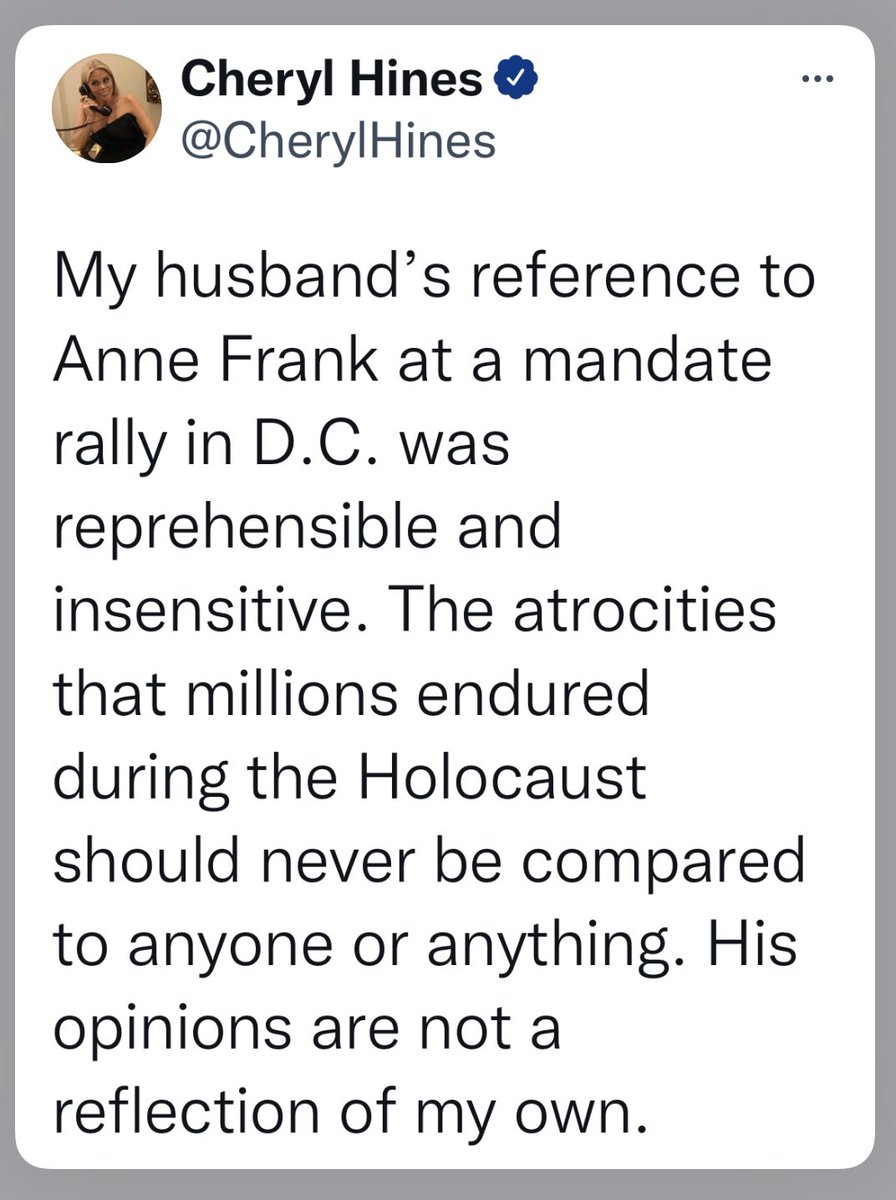 Cheryl Hines
@CherylHines
My husband’s reference to
Anne Frank at a mandate
rally in D.C. was
reprehensible and
insensitive. The atrocities
that millions endured
during the Holocaust
should never be compared
to anyone or anything. His
opinions are not a
reflection of my own.